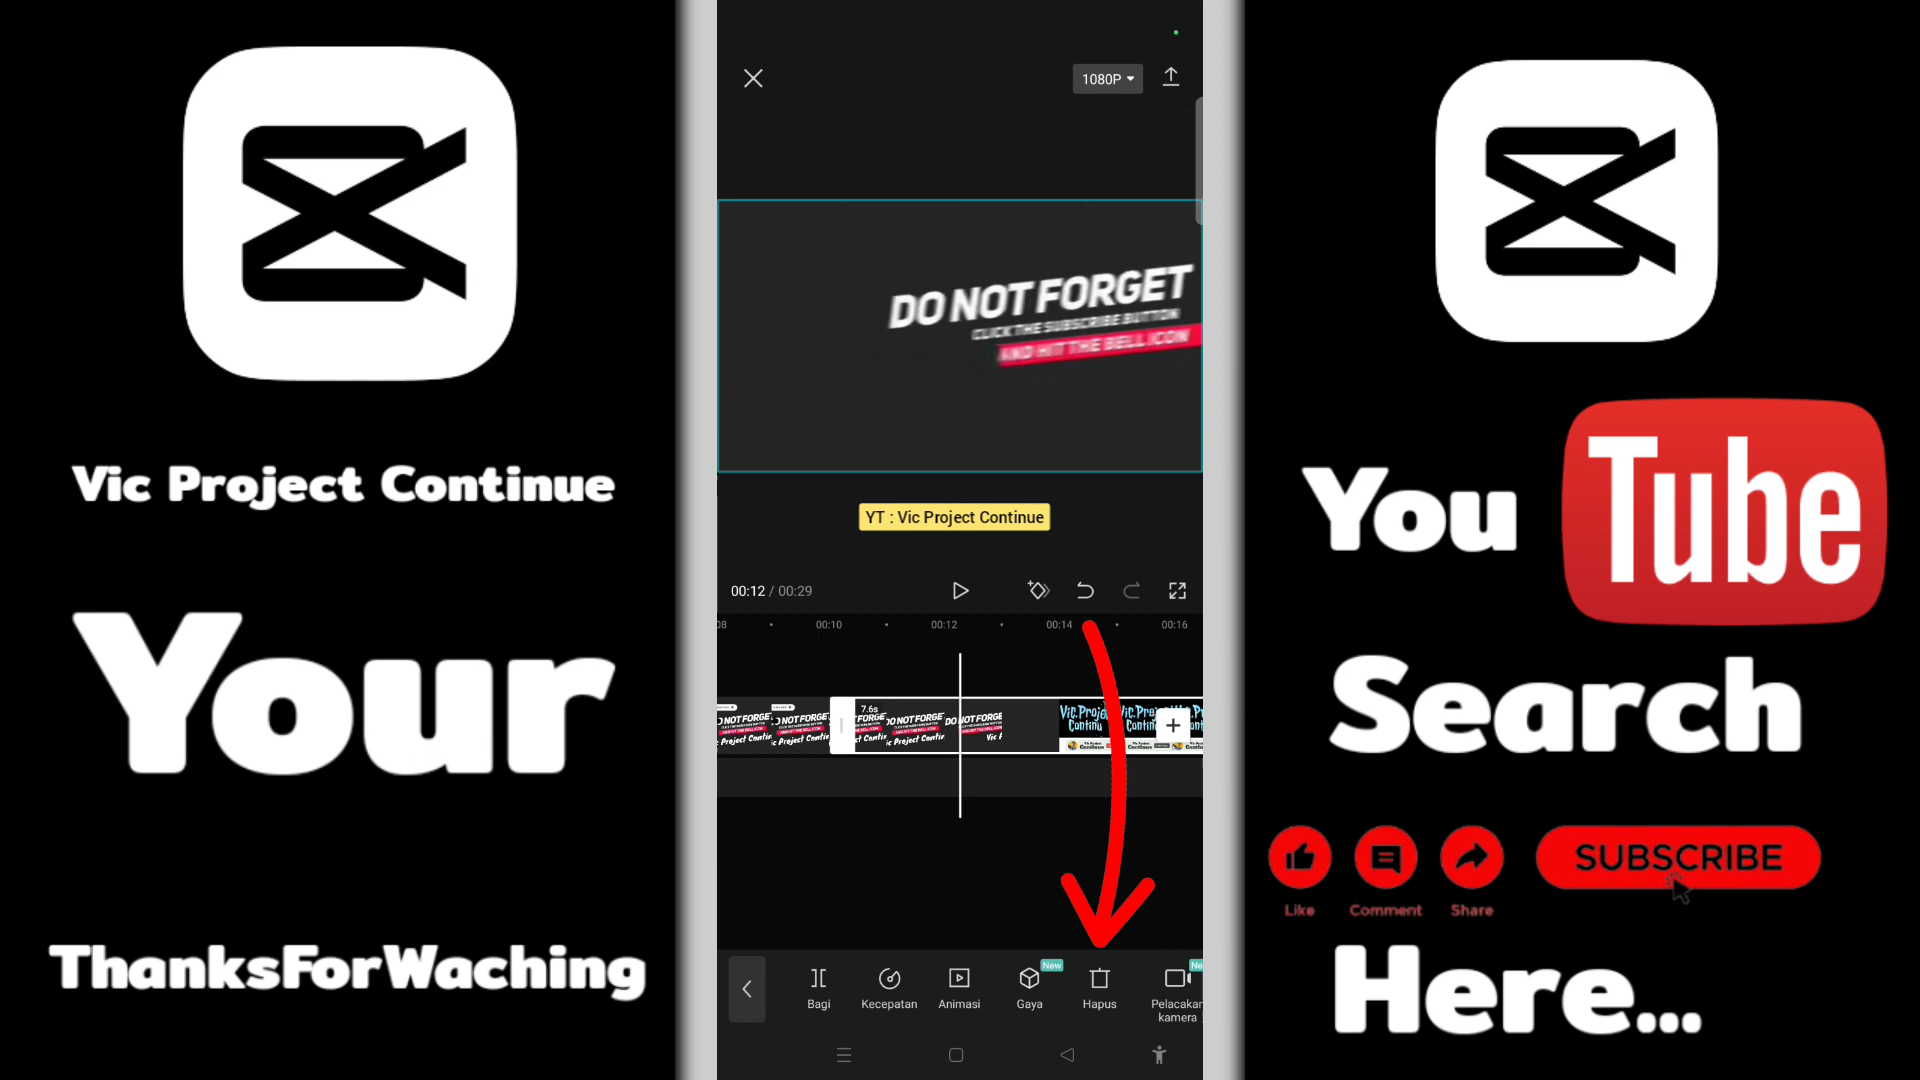 Vic Project Continue
Your
ThanksForWaching
1080P
DO NOT FORGET
CLICK THE SUBSCRIBE BUTTON
AND HIT THE BELL ICON
YT : Vic Project Continue
00:12 / 00:29
08 00:10 00:12 00:14 00:16
7.6s
New
Bagi
Kecepatan
Animasi
Gaya
Hapus
Pelacakan
kamera
You Tube
Search
SUBSCRIBE
Like
Comment
Share
Here...